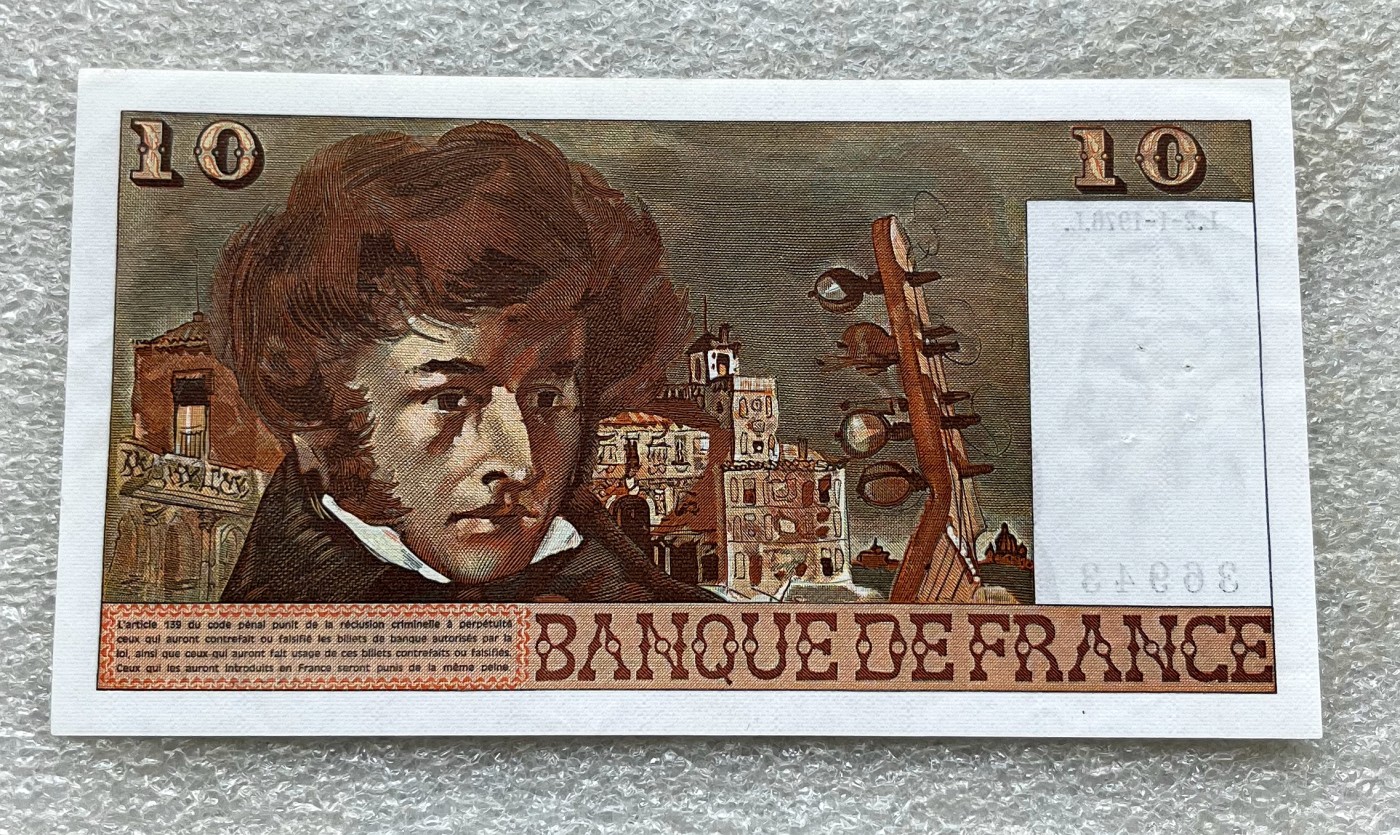 10
10
L'article 139 du code pénal punit de la réclusion criminelle à perpétuité
ceux qui auront contrefait ou falsifié les billets de banque autorisés par la
loi, ainsi que ceux qui auront fait usage de ces billets contrefaits ou falsifiés.
Ceux qui les auront introduits en France seront punis de la même peine.
BANQUE DE FRANCE
36943